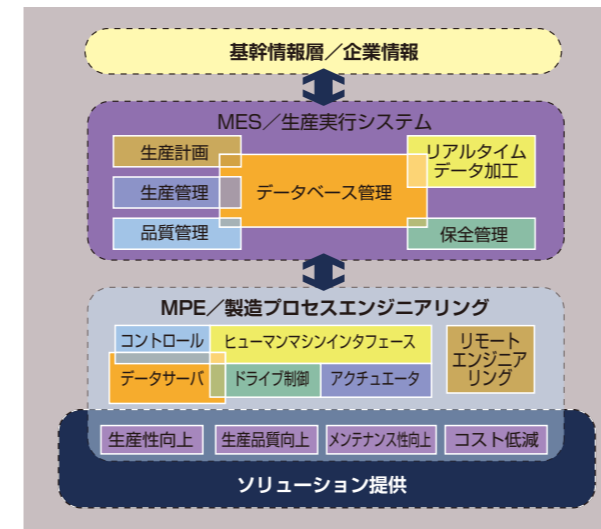 基幹情報層／企業情報
MES／生産実行システム
生産計画
リアルタイム
データ加工
生産管理
データベース管理
品質管理
保全管理
MPE／製造プロセスエンジニアリング
コントロール
ヒューマンマシンインタフェース
リモート
エンジニア
リング
データサーバ
ドライブ制御
アクチュエータ
生産性向上
生産品質向上
メンテナンス性向上
コスト低減
ソリューション提供